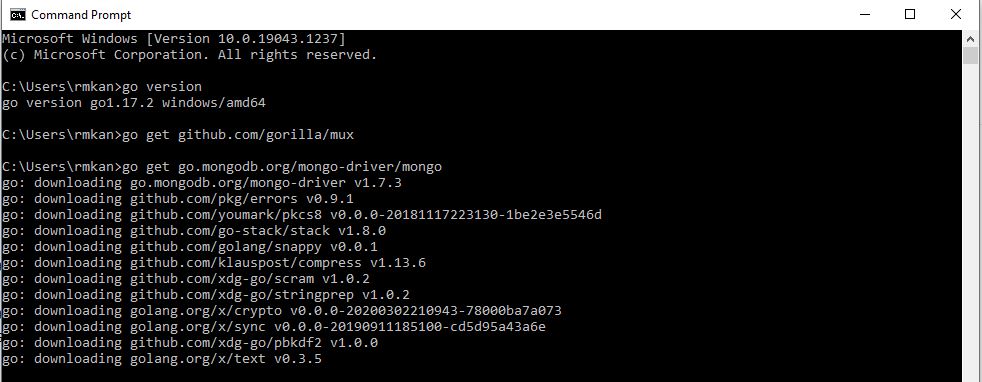 Command Prompt
Microsoft Windows [Version 10.0.19043.1237]
(c) Microsoft Corporation. All rights reserved.
C:\Users\rmkan>go version
go version go1.17.2 windows/amd64
C:\Users\rmkan>go get github.com/gorilla/mux
C:\Users\rmkan>go get go.mongodb.org/mongo-driver/mongo
go: downloading go.mongodb.org/mongo-driver v1.7.3
go: downloading github.com/pkg/errors v0.9.1
go: downloading github.com/youmark/pkcs8 v0.0.0-20181117223130-1be2e3e5546d
go: downloading github.com/go-stack/stack v1.8.0
go: downloading github.com/golang/snappy v0.0.1
go: downloading github.com/klauspost/compress v1.13.6
go: downloading github.com/xdg-go/scram v1.0.2
go: downloading github.com/xdg-go/stringprep v1.0.2
go: downloading golang.org/x/crypto v0.0.0-20200302210943-78000ba7a073
go: downloading golang.org/x/sync v0.0.0-20190911185100-cd5d95a43a6e
go: downloading github.com/xdg-go/pbkdf2 v1.0.0
go: downloading golang.org/x/text v0.3.5